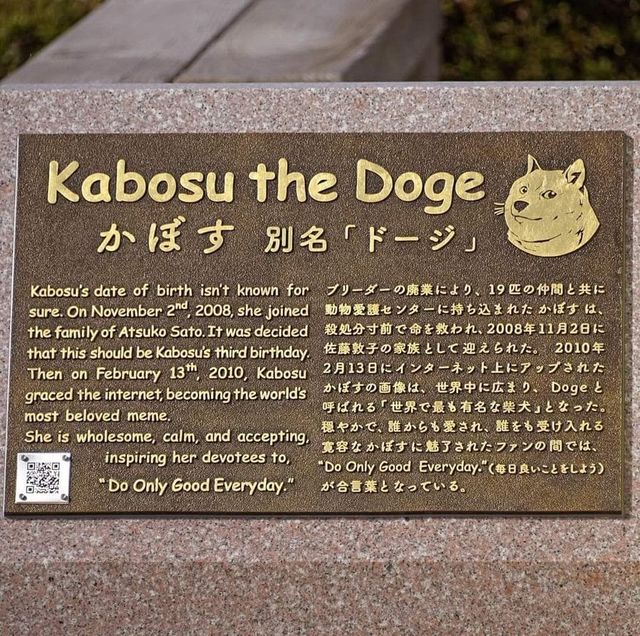 Kabosu the Doge
かぼす 別名「ドージ」
Kabosu's date of birth isn't known for
sure. On November 2nd, 2008, she joined
the family of Atsuko Sato. It was decided
that this should be Kabosu's third birthday.
Then on February 13th, 2010, Kabosu
graced the internet, becoming the world's
most beloved meme.
She is wholesome, calm, and accepting,
inspiring her devotees to,
"Do Only Good Everyday."
ブリーダーの廃業により、19匹の仲間と共に
動物愛護センターに持ち込まれた かぼす は、
殺処分寸前で命を救われ、2008年11月2日に
佐藤敦子の家族として迎えられた。 2010年
2月13日にインターネット上にアップされた
かぼすの画像は、世界中に広まり、Doge と
呼ばれる「世界で最も有名な柴犬」となった。
穏やかで、誰からも愛され、誰をも受け入れる
寛容なかぼすに魅了されたファンの間では、
"Do Only Good Everyday."(毎日良いことをしよう)
が合言葉となっている。